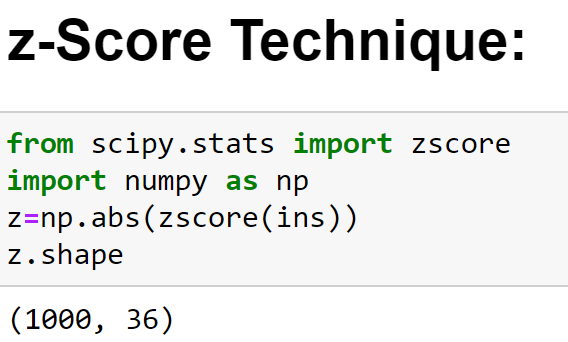 z-Score Technique:
from scipy.stats import zscore
import numpy as np
z=np.abs(zscore(ins))
z.shape
(1000, 36)